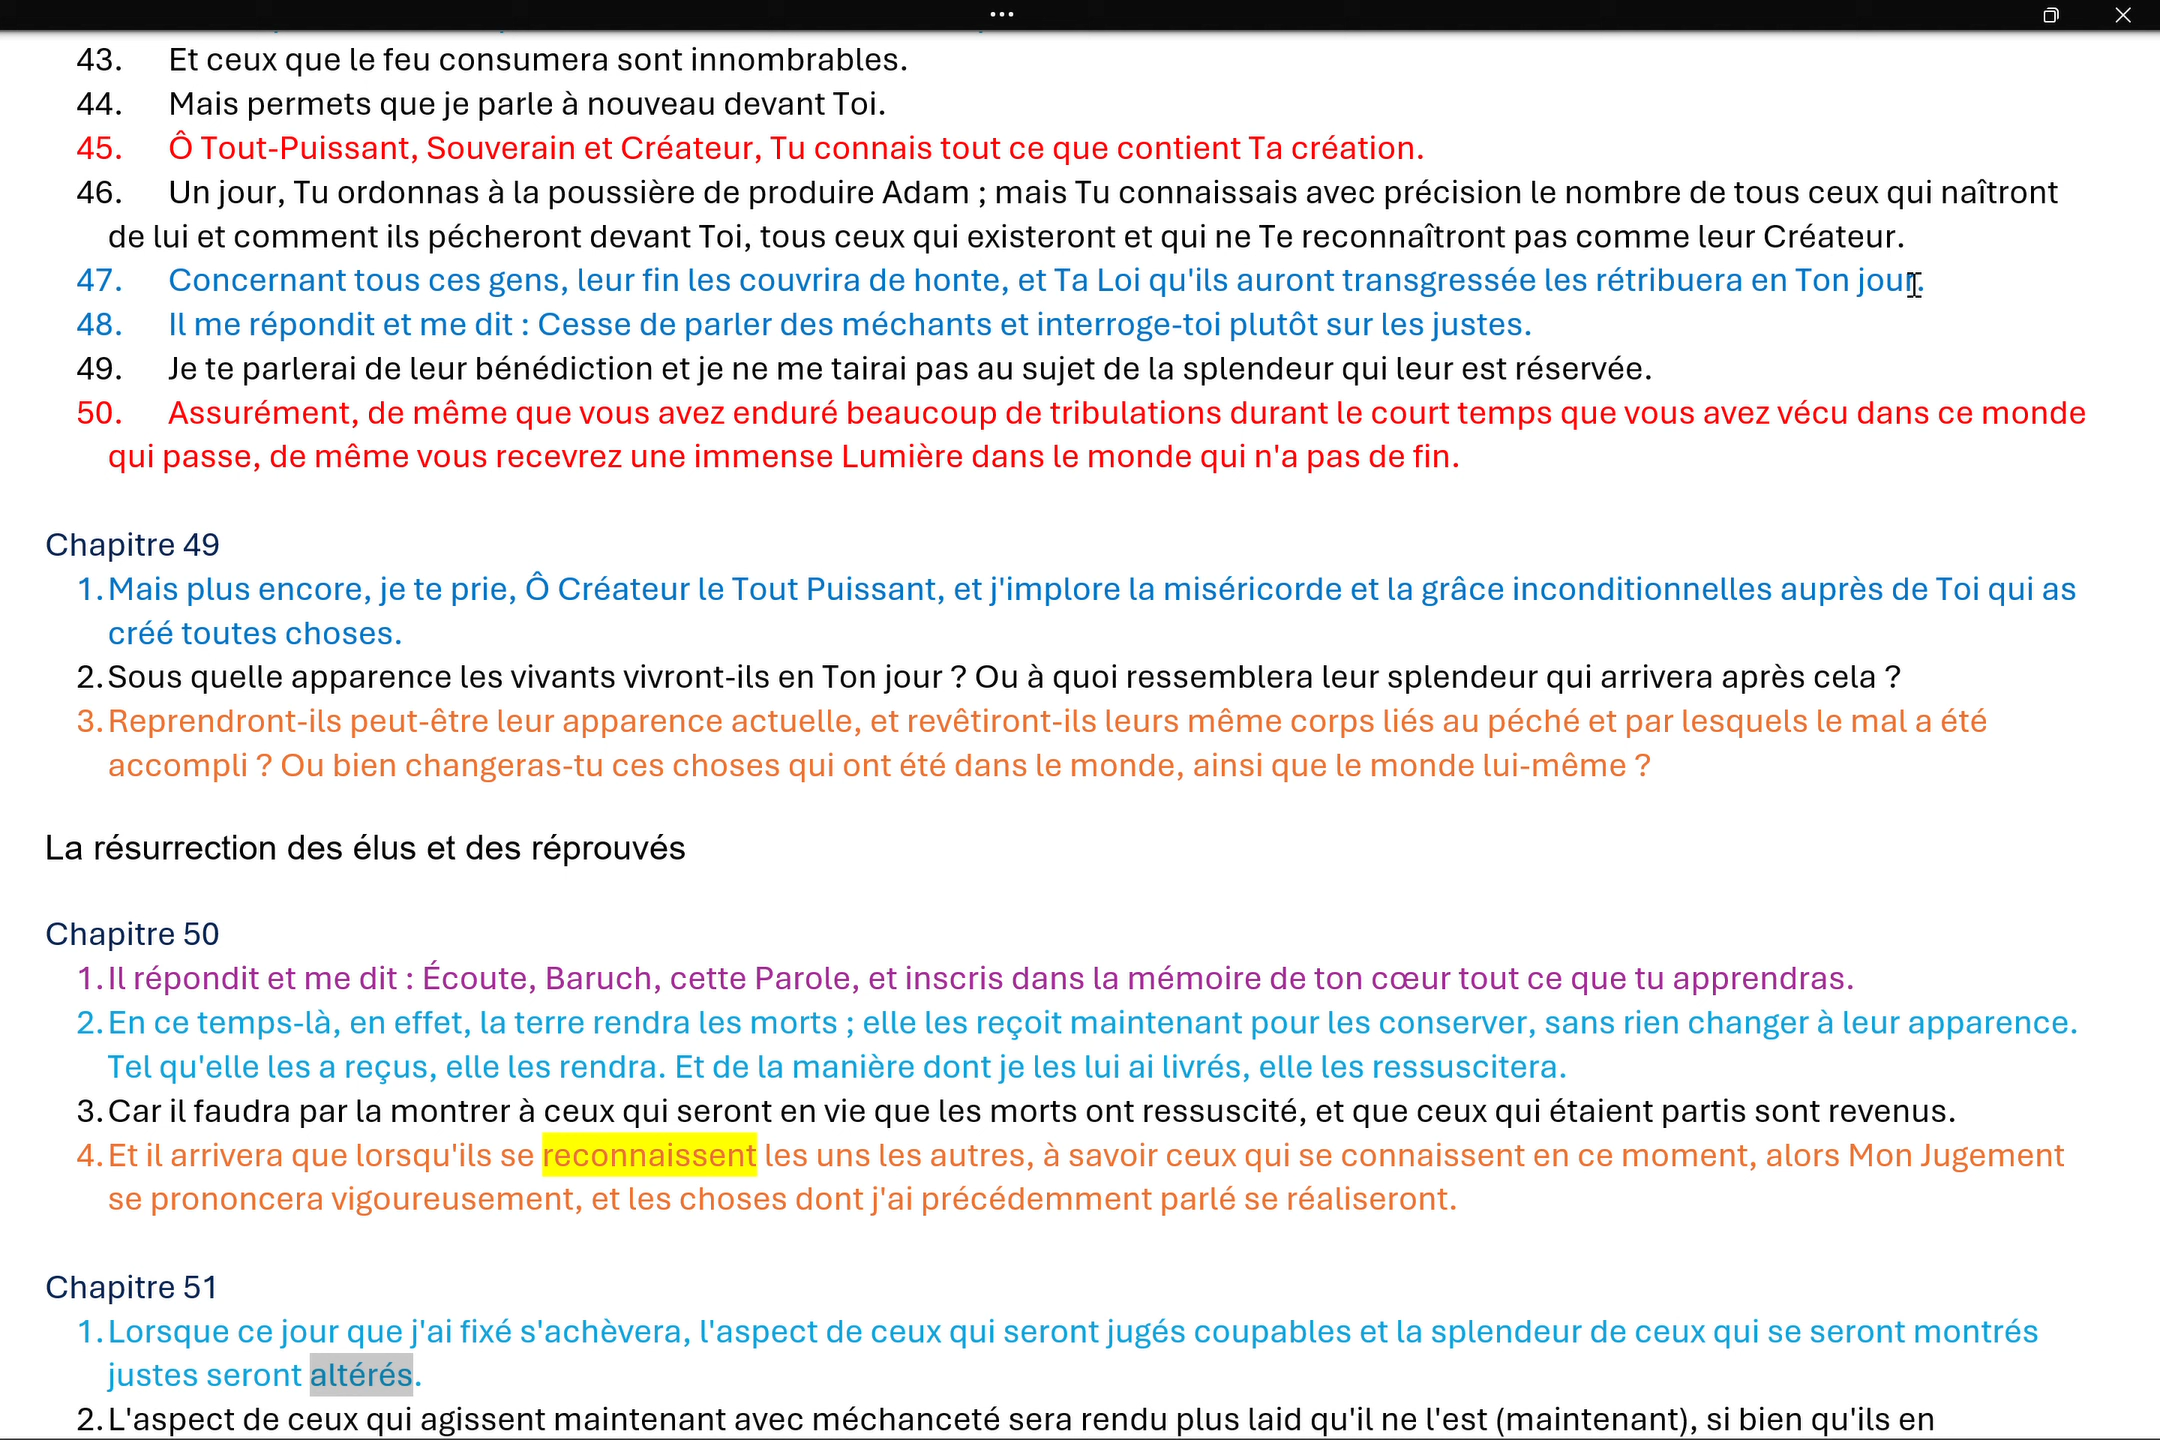 43. Et ceux que le feu consumera sont innombrables.
44. Mais permets que je parle à nouveau devant Toi.
45. Ô Tout-Puissant, Souverain et Créateur, Tu connais tout ce que contient Ta création.
46. Un jour, Tu ordonnas à la poussière de produire Adam ; mais Tu connaissais avec précision le nombre de tous ceux qui naîtront
de lui et comment ils pécheront devant Toi, tous ceux qui existeront et qui ne Te reconnaîtront pas comme leur Créateur.
47. Concernant tous ces gens, leur fin les couvrira de honte, et Ta Loi qu'ils auront transgressée les rétribuera en Ton jour.
48. Il me répondit et me dit : Cesse de parler des méchants et interroge-toi plutôt sur les justes.
49. Je te parlerai de leur bénédiction et je ne me tairai pas au sujet de la splendeur qui leur est réservée.
50. Assurément, de même que vous avez enduré beaucoup de tribulations durant le court temps que vous avez vécu dans ce monde
qui passe, de même vous recevrez une immense Lumière dans le monde qui n'a pas de fin.
Chapitre 49
1. Mais plus encore, je te prie, Ô Créateur le Tout Puissant, et j'implore la miséricorde et la grâce inconditionnelles auprès de Toi qui as
créé toutes choses.
2. Sous quelle apparence les vivants vivront-ils en Ton jour ? Ou à quoi ressemblera leur splendeur qui arrivera après cela ?
3. Reprendront-ils peut-être leur apparence actuelle, et revêtiront-ils leurs même corps liés au péché et par lesquels le mal a été
accompli ? Ou bien changeras-tu ces choses qui ont été dans le monde, ainsi que le monde lui-même ?
La résurrection des élus et des réprouvés
Chapitre 50
1. Il répondit et me dit : Écoute, Baruch, cette Parole, et inscris dans la mémoire de ton cœur tout ce que tu apprendras.
2. En ce temps-là, en effet, la terre rendra les morts ; elle les reçoit maintenant pour les conserver, sans rien changer à leur apparence.
Tel qu'elle les a reçus, elle les rendra. Et de la manière dont je les lui ai livrés, elle les ressuscitera.
3. Car il faudra par la montrer à ceux qui seront en vie que les morts ont ressuscité, et que ceux qui étaient partis sont revenus.
4. Et il arrivera que lorsqu'ils se reconnaissent les uns les autres, à savoir ceux qui se connaissent en ce moment, alors Mon Jugement
se prononcera vigoureusement, et les choses dont j'ai précédemment parlé se réaliseront.
Chapitre 51
1. Lorsque ce jour que j'ai fixé s'achèvera, l'aspect de ceux qui seront jugés coupables et la splendeur de ceux qui se seront montrés
justes seront altérés.
2. L'aspect de ceux qui agissent maintenant avec méchanceté sera rendu plus laid qu'il ne l'est (maintenant), si bien qu'ils en